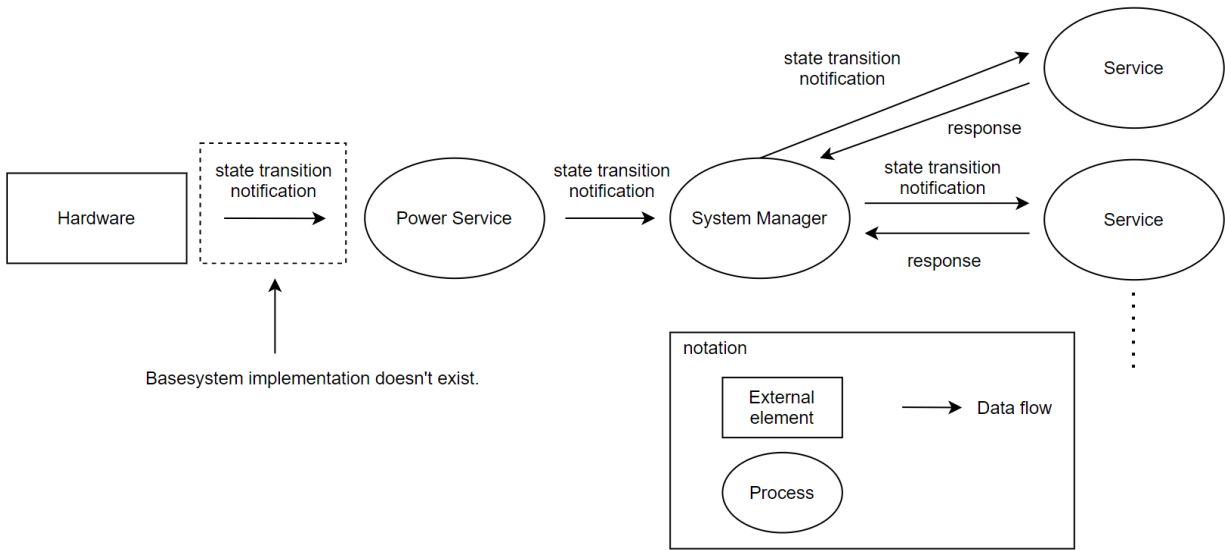 state transition
notification
Service
response
state transition
notification
Hardware
Power Service
state transition
notification
System Manager
state transition
notification
Service
response
Basesystem implementation doesn't exist.
notation
External
element
Data flow
Process